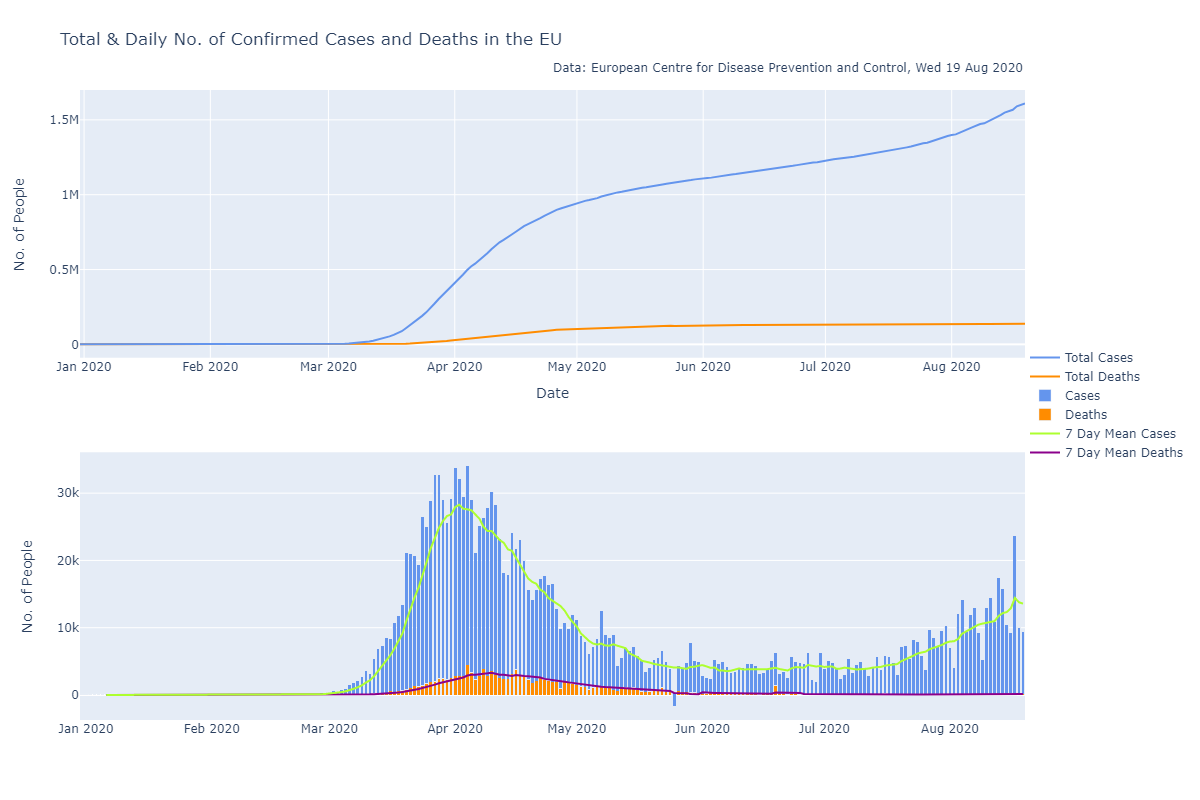 Total & Daily No. of Confirmed Cases and Deaths in the EU
Data: European Centre for Disease Prevention and Control, Wed 19 Aug 2020
No. of People
1.5M
1M
0.5M
0
Jan 2020 Feb 2020 Mar 2020 Apr 2020 May 2020 Jun 2020 Jul 2020 Aug 2020
Date
Total Cases
Total Deaths
Cases
Deaths
7 Day Mean Cases
7 Day Mean Deaths
No. of People
30k
20k
10k
0
Jan 2020 Feb 2020 Mar 2020 Apr 2020 May 2020 Jun 2020 Jul 2020 Aug 2020